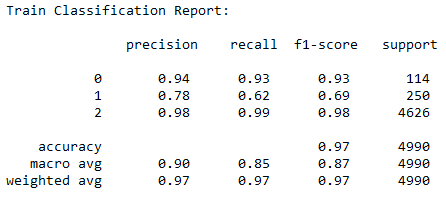 Train Classification Report:
precision recall f1-score support
0 0.94 0.93 0.93 114
1 0.78 0.62 0.69 250
2 0.98 0.99 0.98 4626
accuracy 0.97 4990
macro avg 0.90 0.85 0.87 4990
weighted avg 0.97 0.97 0.97 4990